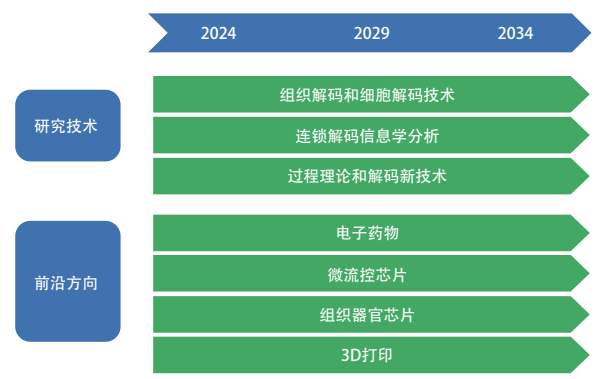 2024 2029 2034
研究技术
组织解码和细胞解码技术
连锁解码信息学分析
过程理论和解码新技术
前沿方向
电子药物
微流控芯片
组织器官芯片
3D打印